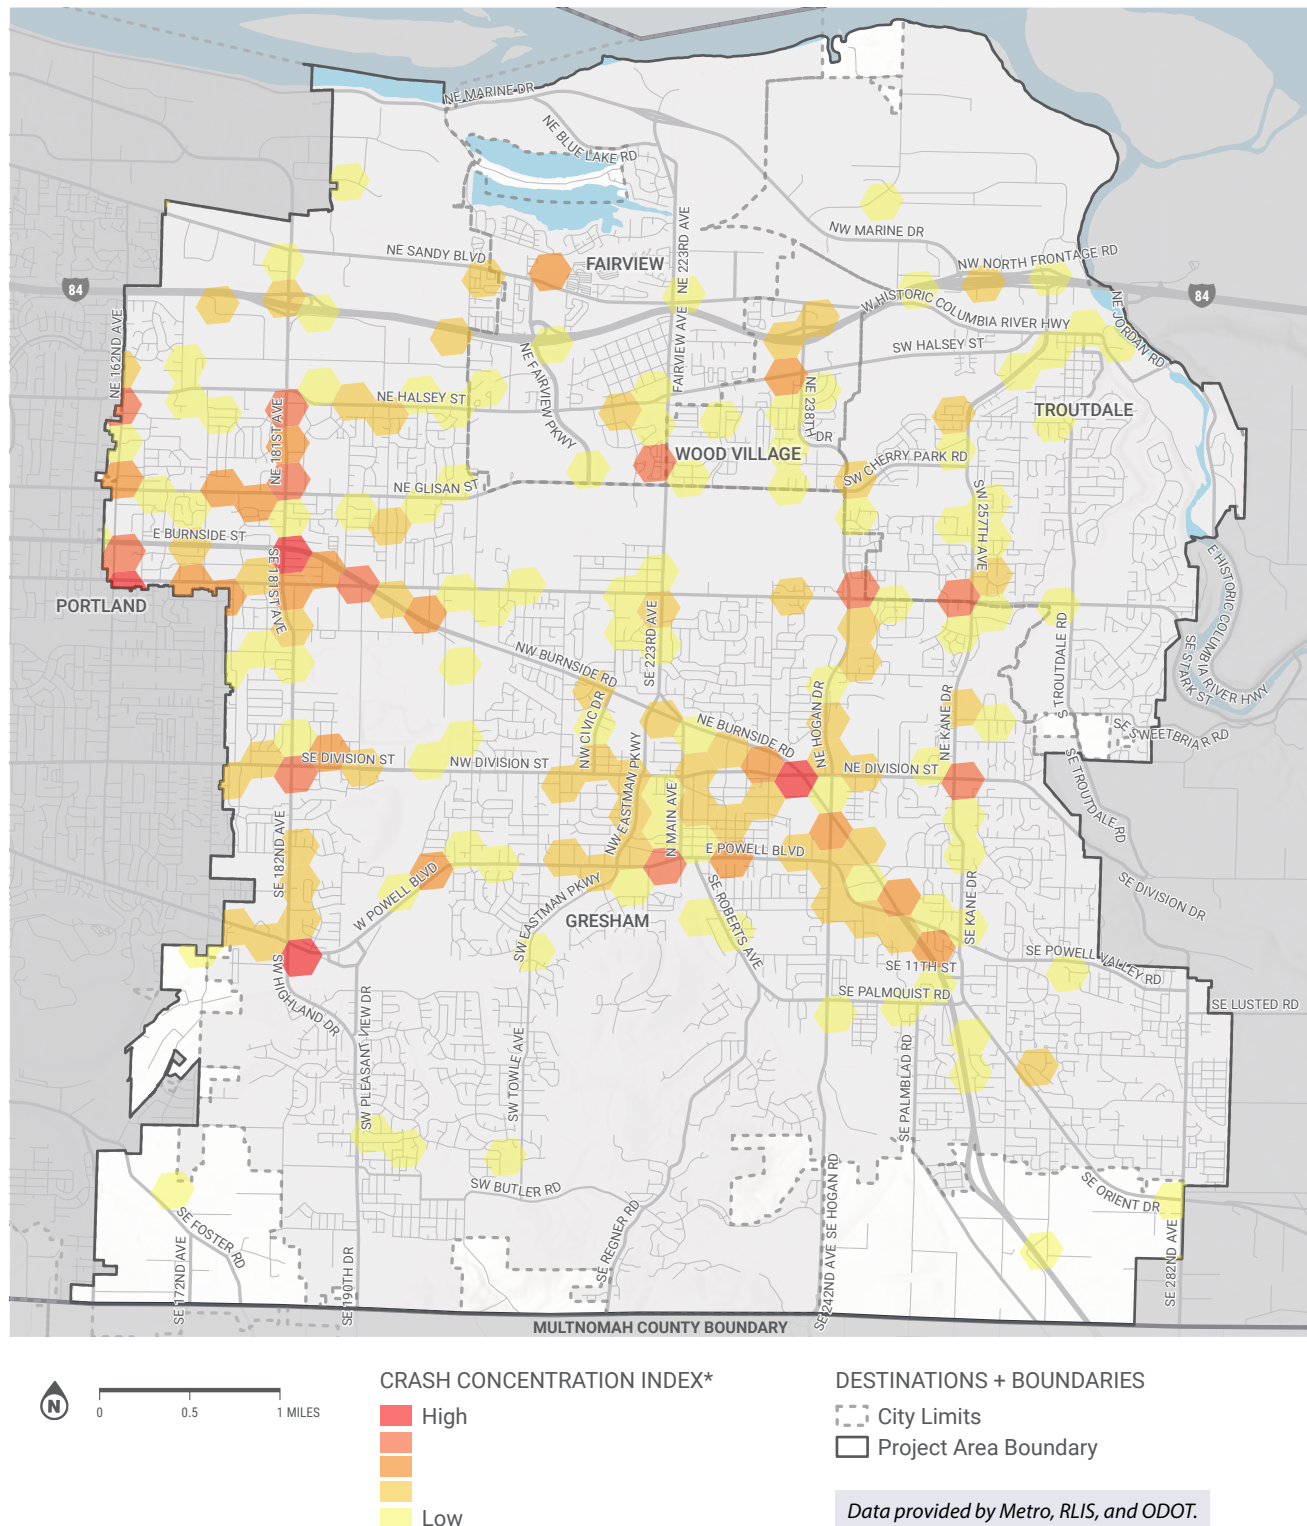 NE MARINE DR
NE BLUE LAKE RD
NE 223RD AVE
NW MARINE DR
NE SANDY BLVD
FAIRVIEW
NW NORTH FRONTAGE RD
84
84
W HISTORIC COLUMBIA RIVER HWY
NE JORDAN RD
NE 162ND AVE
SW HALSEY ST
FAIRVIEW AVE
NE FAIRVIEW PKWY
NE HALSEY ST
NE 238TH DR
TROUTDALE
NE 181ST AVE
WOOD VILLAGE
SW CHERRY PARK RD
NE GLISAN ST
SW 257TH AVE
E BURNSIDE ST
SE 181ST AVE
E HISTORIC COLUMBIA RIVER HWY
PORTLAND
SE 223RD AVE
S TROUTDALE RD
SE STARK ST
NW BURNSIDE RD
NW CIVIC DR
NE HOGAN DR
NE KANE DR
NE BURNSIDE RD
SE SWEETBRIAR RD
SE DIVISION ST
NW DIVISION ST
NW EASTMAN PKWY
NE DIVISION ST
SE TROUTDALE RD
N MAIN AVE
SE 182ND AVE
E POWELL BLVD
W POWELL BLVD
SE ROBERTS AVE
SE KANE DR
SE DIVISION DR
SW EASTMAN PKWY
GRESHAM
SE POWELL VALLEY RD
SE 11TH ST
SW HIGHLAND DR
SE PALMQUIST RD
SE LUSTED RD
SW PLEASANT VIEW DR
SW TOWLE AVE
SE PALMBLAD RD
SW BUTLER RD
SE ORIENT DR
SE FOSTER RD
SE REGNER RD
SE HOGAN RD
SE 172ND AVE
SE 190TH DR
SE 242ND AVE
SE 282ND AVE
MULTNOMAH COUNTY BOUNDARY
N
0 0.5 1 MILES
CRASH CONCENTRATION INDEX*
High
Low
DESTINATIONS + BOUNDARIES
City Limits
Project Area Boundary
Data provided by Metro, RLIS, and ODOT.